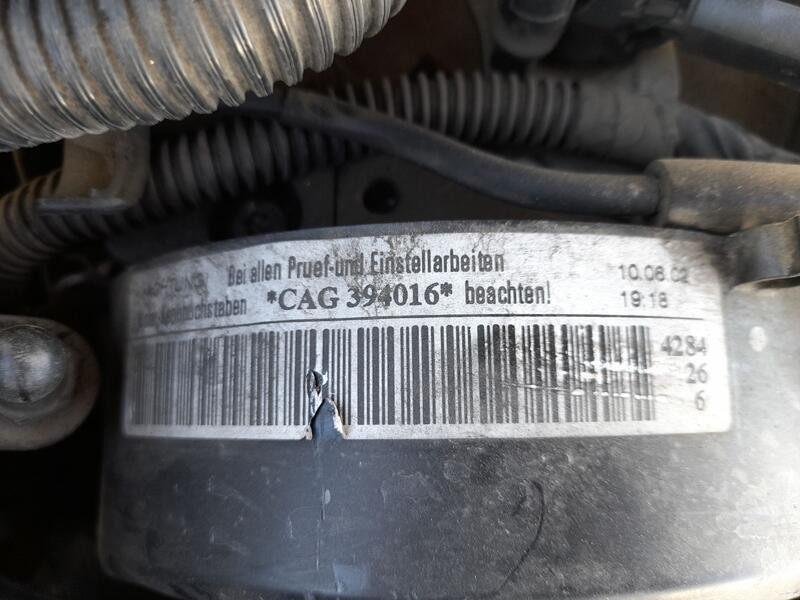 Bei allen Pruef-und Einstellarbeiten
*CAG 394016* beachten!
10.06.02
19:18
4284
26
6